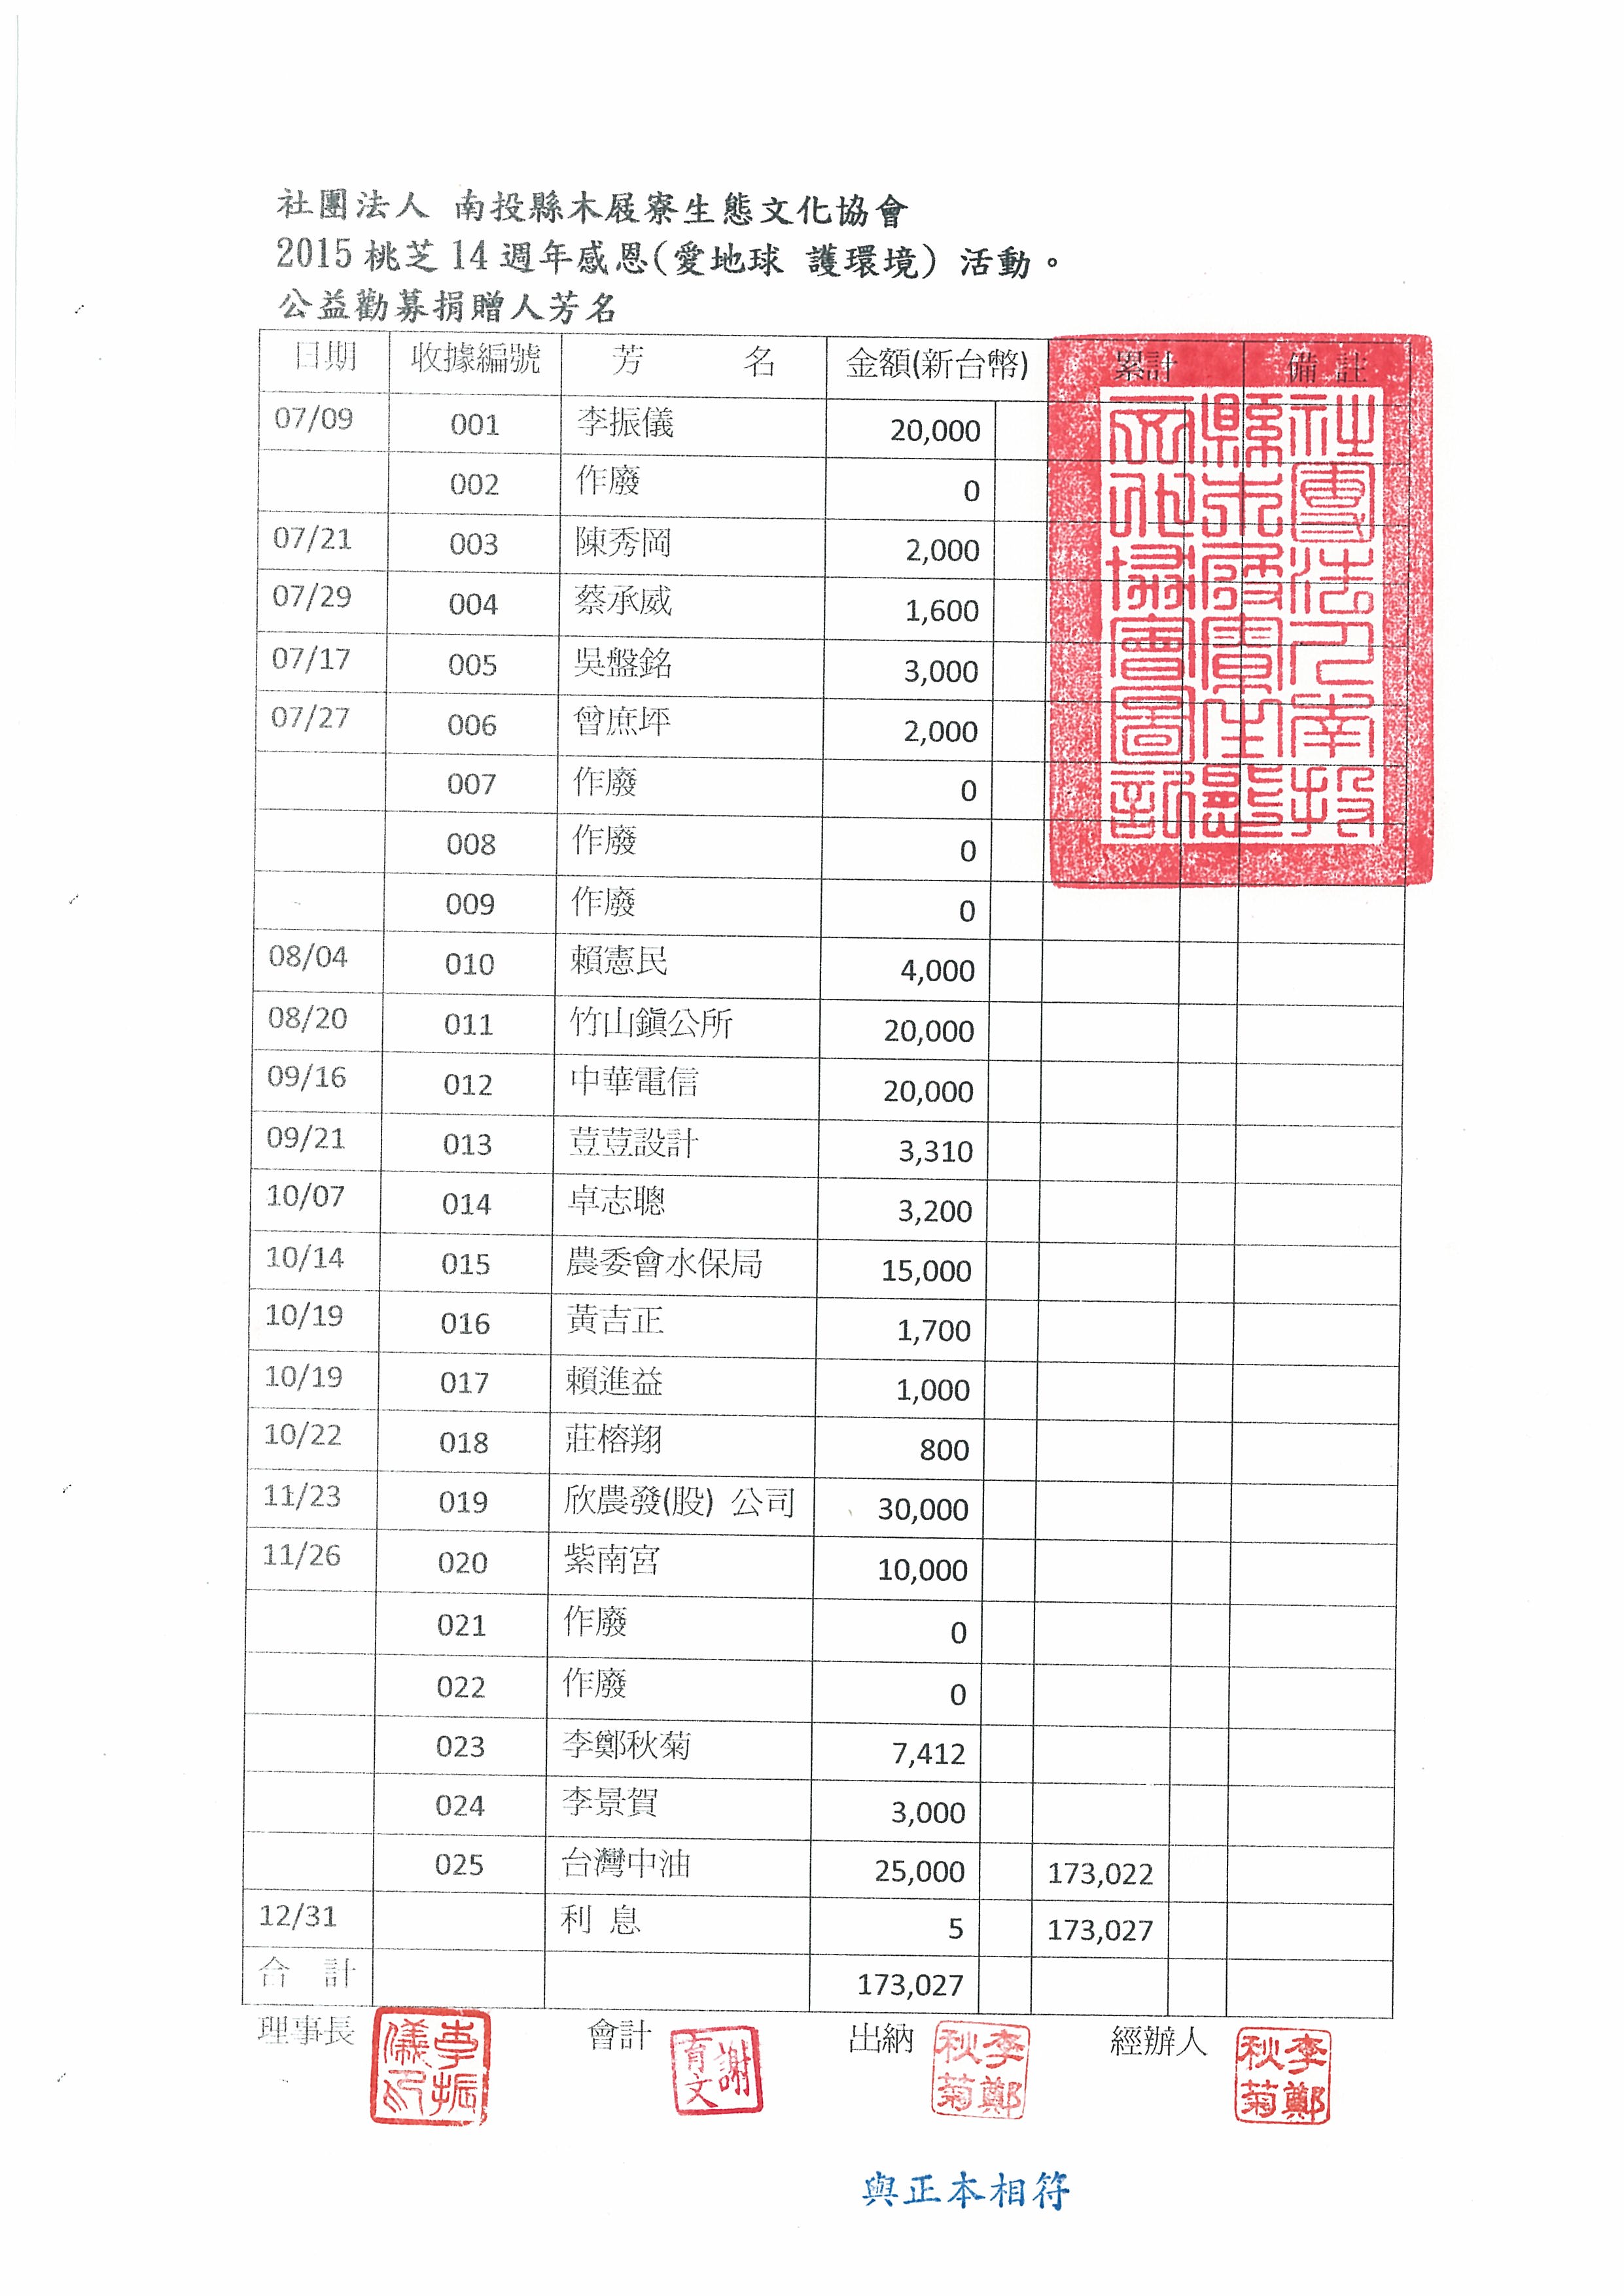 社團法人 南投縣木屐寮生態文化協會
2015桃芝14週年感恩(愛地球 護環境) 活動。
公益勸募捐贈人芳名
日期 收據編號 芳 名 金額(新台幣) 累計 備 註
07/09 001 李振儀 20,000
002 作廢 0
07/21 003 陳秀岡 2,000
07/29 004 蔡承威 1,600
07/17 005 吳盤銘 3,000
07/27 006 曾庶坪 2,000
007 作廢 0
008 作廢 0
009 作廢 0
08/04 010 賴憲民 4,000
08/20 011 竹山鎮公所 20,000
09/16 012 中華電信 20,000
09/21 013 荳荳設計 3,310
10/07 014 卓志聰 3,200
10/14 015 農委會水保局 15,000
10/19 016 黃吉正 1,700
10/19 017 賴進益 1,000
10/22 018 莊榕翔 800
11/23 019 欣農發(股) 公司 30,000
11/26 020 紫南宮 10,000
021 作廢 0
022 作廢 0
023 李鄭秋菊 7,412
024 李景賀 3,000
025 台灣中油 25,000 173,022
12/31 利 息 5 173,027
合 計 173,027
社團法人南投縣木屐寮生態文化協會圖記
理事長 李振儀印 會計 謝育文 出納 李鄭秋菊 經辦人 李鄭秋菊
與正本相符